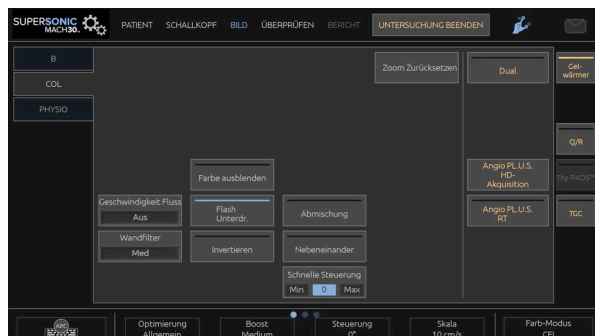 SUPERSONIC
MACH30
PATIENT SCHALLKOPF BILD ÜBERPRÜFEN BERICHT UNTERSUCHUNG BEENDEN
B
COL
PHYSIO
Zoom Zurücksetzen
Dual
Gel-
wärmer
Q/R
Farbe ausblenden
Angio PL.U.S.
HD-
Akquisition
Thy-RADS™
Geschwindigkeit Fluss
Aus
Flash
Unterdr.
Abmischung
Angio PL.U.S.
RT
TGC
Wandfilter
Med
Invertieren
Nebeneinander
Schnelle Steuerung
Min 0 Max
ABC
Optimierung
Allgemein
Boost
Medium
Steuerung
0°
Skala
10 cm/s
Farb-Modus
CFI